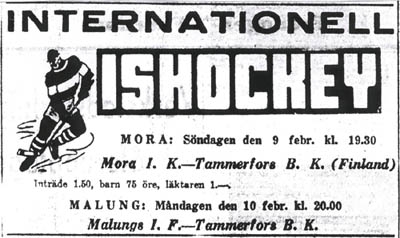 INTERNATIONELL
ISHOCKEY
MORA: Söndagen den 9 febr. kl. 19.30
Mora I. K.—Tammerfors B. K. (Finland)
Inträde 1.50, barn 75 öre, läktaren 1.—.
MALUNG: Måndagen den 10 febr. kl. 20.00
Malungs I. F.—Tammerfors B. K.